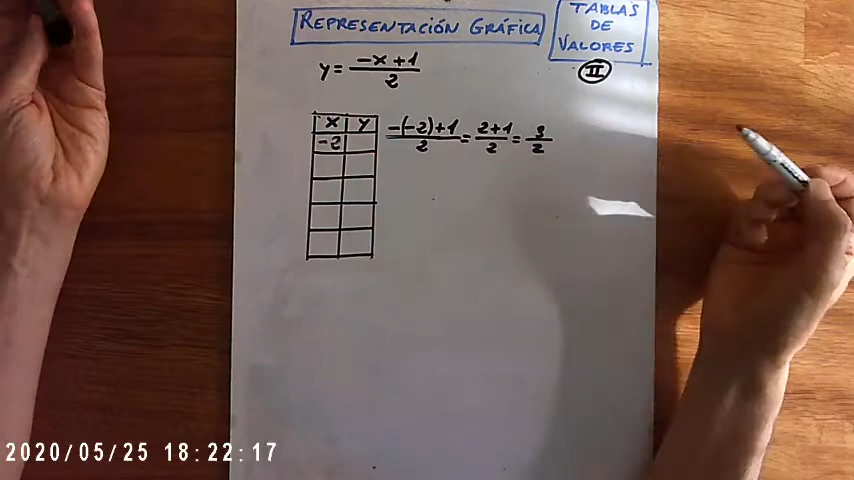 REPRESENTACIÓN GRÁFICA
TABLAS
DE
VALORES
II
y = (-x+1)/2
x y
-2
(-(-2)+1)/2 = (2+1)/2 = 3/2
2020/05/25 18:22:17